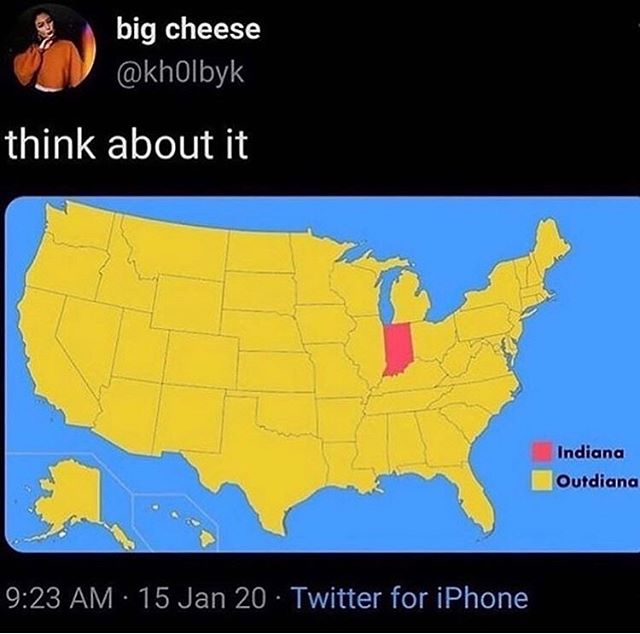 big cheese
@kh0lbyk
think about it
Indiana
Outdiana
9:23 AM · 15 Jan 20 · Twitter for iPhone